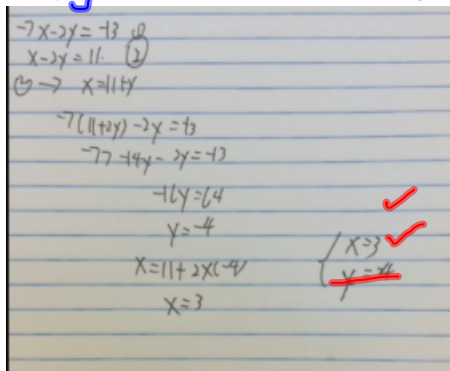 -7x-2y=-13 ①
x-2y=11. ②
② → x=11+y
-7(11+2y)-2y=-13
-77-14y-2y=-13
-16y=64
y=-4
x=11+2×(-4)
x=3
x=3
y=-4